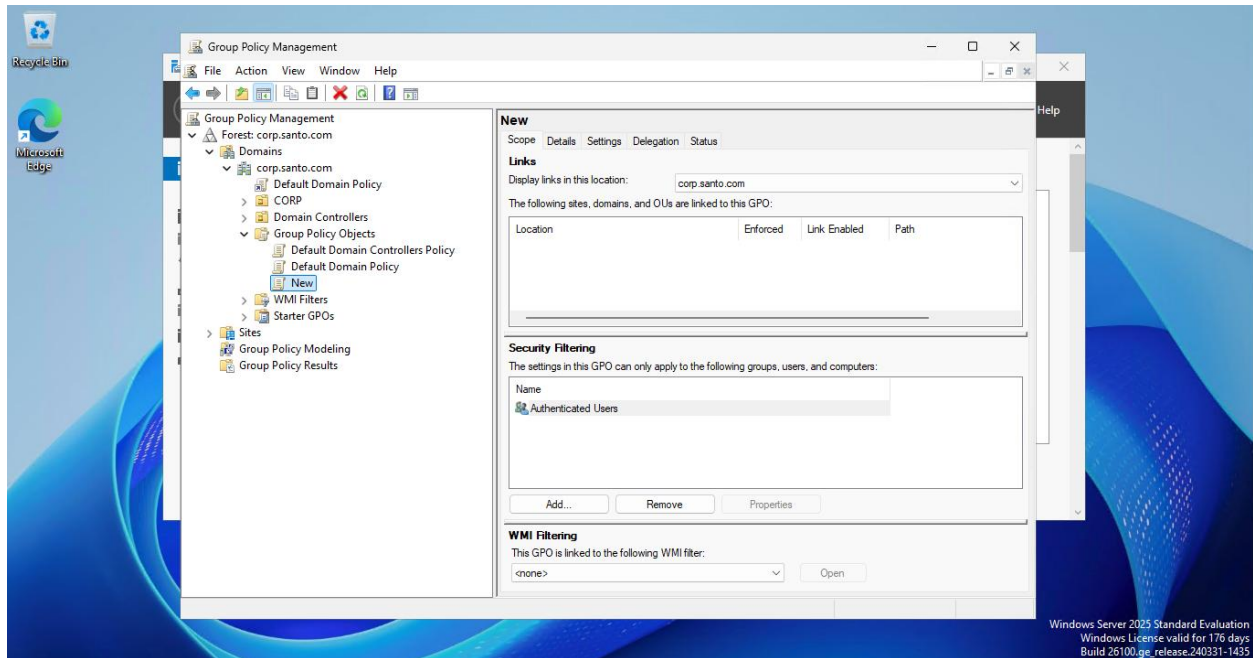 Recycle Bin
Microsoft
Edge
Group Policy Management
File Action View Window Help
Help
Group Policy Management
Forest: corp.santo.com
Domains
corp.santo.com
Default Domain Policy
CORP
Domain Controllers
Group Policy Objects
Default Domain Controllers Policy
Default Domain Policy
New
WMI Filters
Starter GPOs
Sites
Group Policy Modeling
Group Policy Results
New
Scope Details Settings Delegation Status
Links
Display links in this location: corp.santo.com
The following sites, domains, and OUs are linked to this GPO:
Location Enforced Link Enabled Path
Security Filtering
The settings in this GPO can only apply to the following groups, users, and computers:
Name
Authenticated Users
Add... Remove Properties
WMI Filtering
This GPO is linked to the following WMI filter:
<none> Open
Windows Server 2025 Standard Evaluation
Windows License valid for 176 days
Build 26100.ge_release.240331-1435